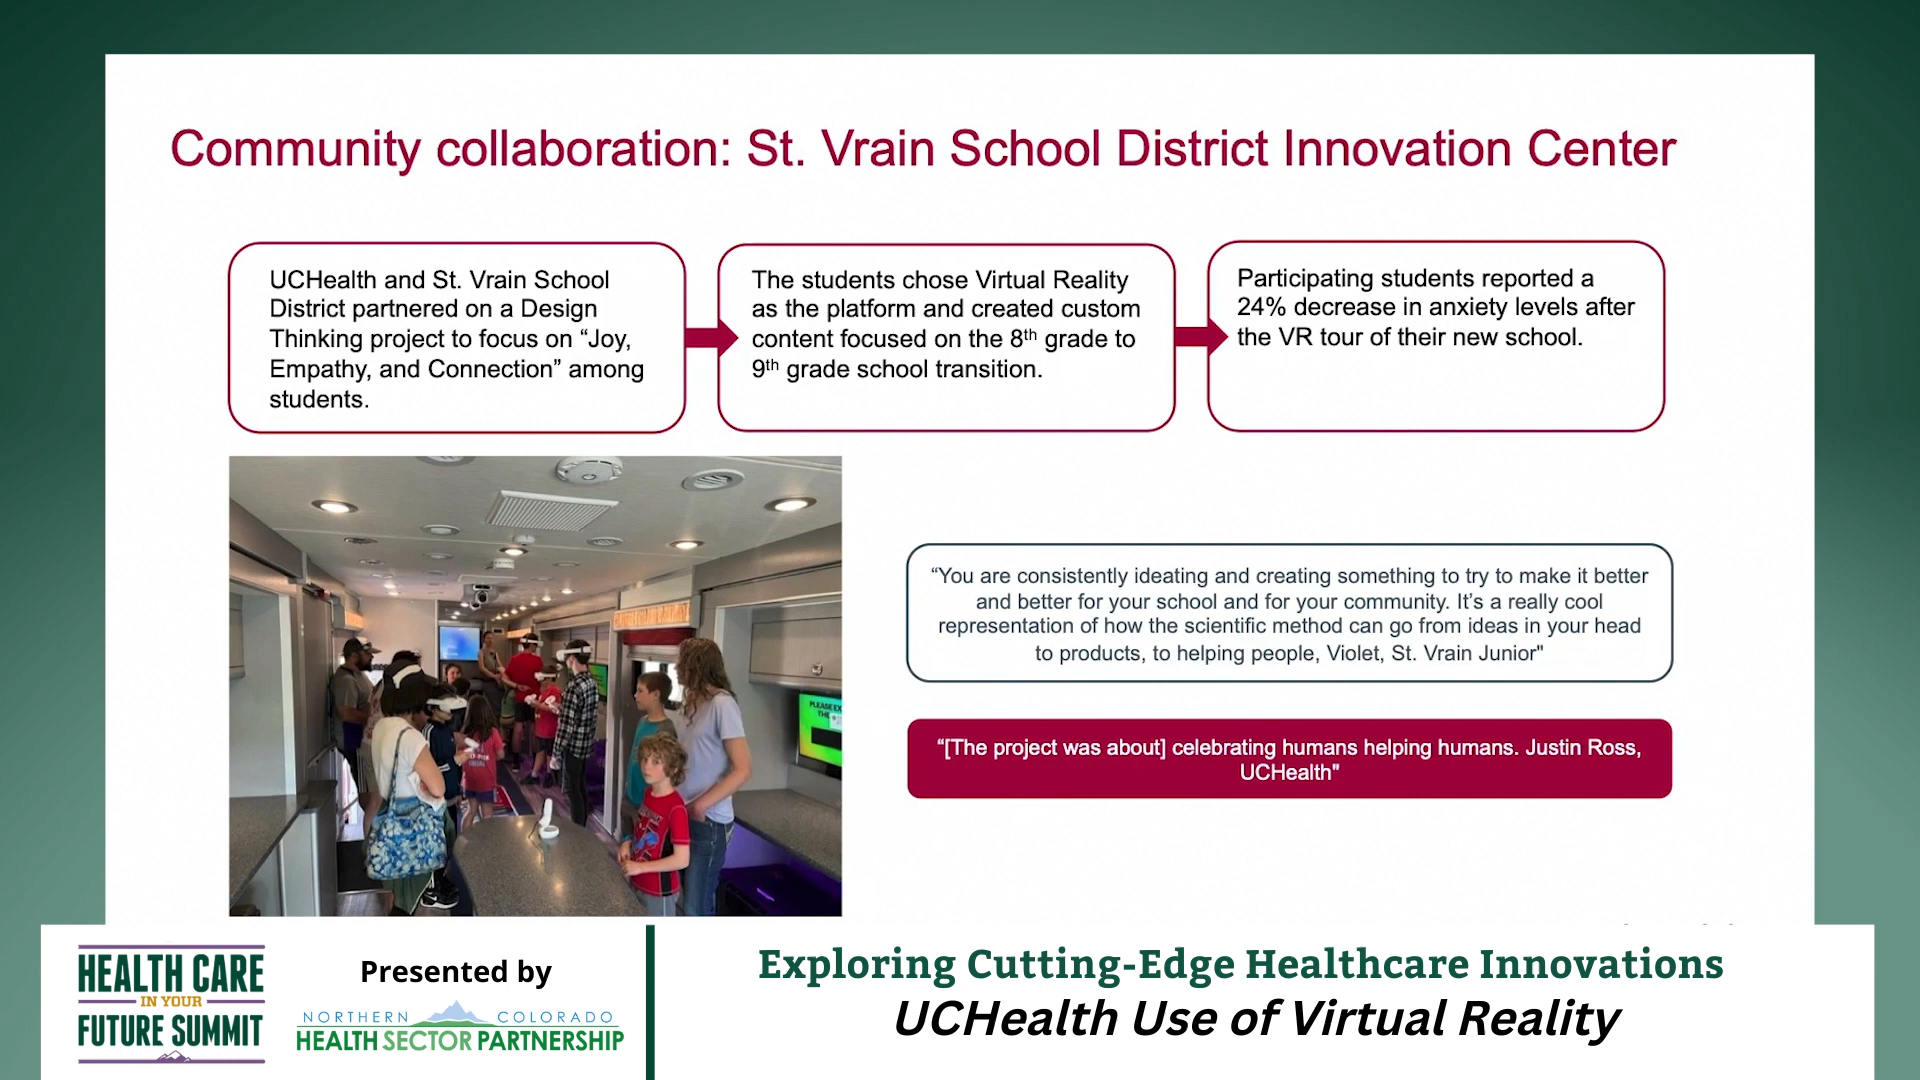 Community collaboration: St. Vrain School District Innovation Center
UCHealth and St. Vrain School
District partnered on a Design
Thinking project to focus on “Joy,
Empathy, and Connection” among
students.
The students chose Virtual Reality
as the platform and created custom
content focused on the 8th grade to
9th grade school transition.
Participating students reported a
24% decrease in anxiety levels after
the VR tour of their new school.
PLEASE EX
THE
“You are consistently ideating and creating something to try to make it better
and better for your school and for your community. It’s a really cool
representation of how the scientific method can go from ideas in your head
to products, to helping people, Violet, St. Vrain Junior"
“[The project was about] celebrating humans helping humans. Justin Ross,
UCHealth"
HEALTH CARE
IN YOUR
FUTURE SUMMIT
Presented by
NORTHERN COLORADO
HEALTH SECTOR PARTNERSHIP
Exploring Cutting-Edge Healthcare Innovations
UCHealth Use of Virtual Reality